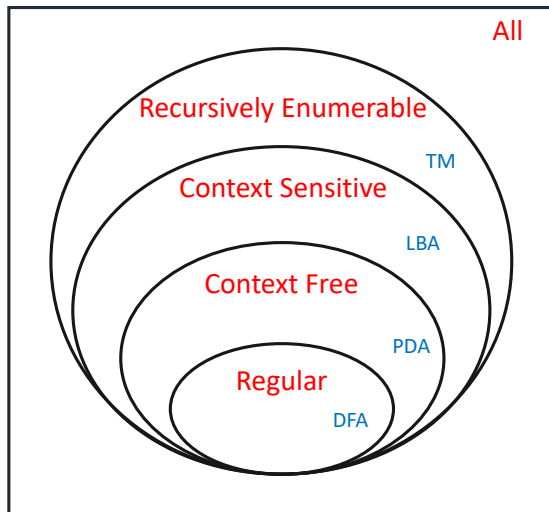 All
Recursively Enumerable
TM
Context Sensitive
LBA
Context Free
PDA
Regular
DFA